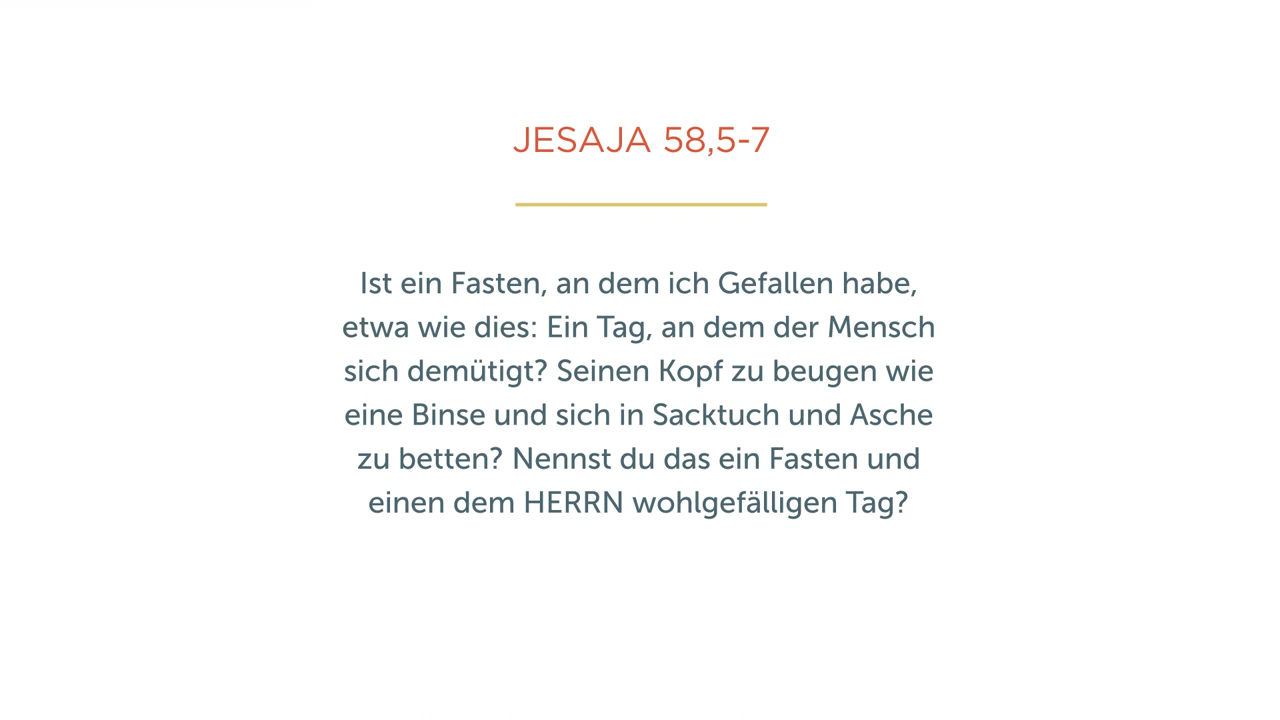 JESAJA 58,5-7
Ist ein Fasten, an dem ich Gefallen habe,
etwa wie dies: Ein Tag, an dem der Mensch
sich demütigt? Seinen Kopf zu beugen wie
eine Binse und sich in Sacktuch und Asche
zu betten? Nennst du das ein Fasten und
einen dem HERRN wohlgefälligen Tag?